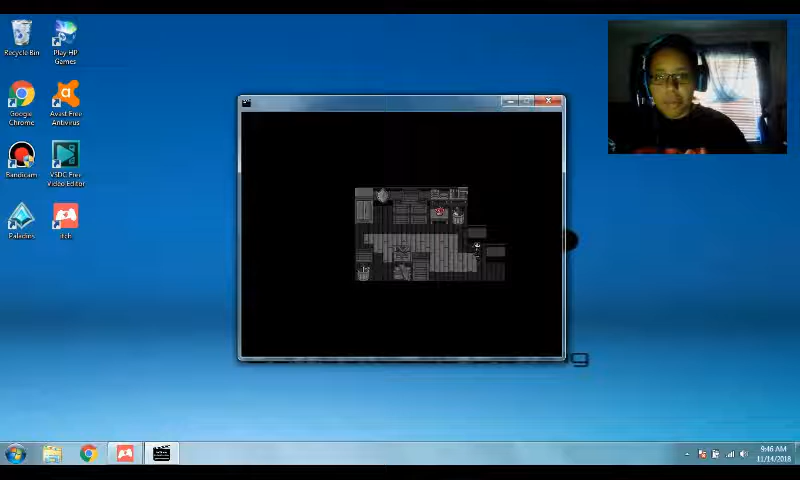 Recycle Bin
Play HP
Games
Google
Chrome
Avast Free
Antivirus
Bandicam
VSDC Free
Video Editor
Paladins
itch
g
9:46 AM
11/14/2018